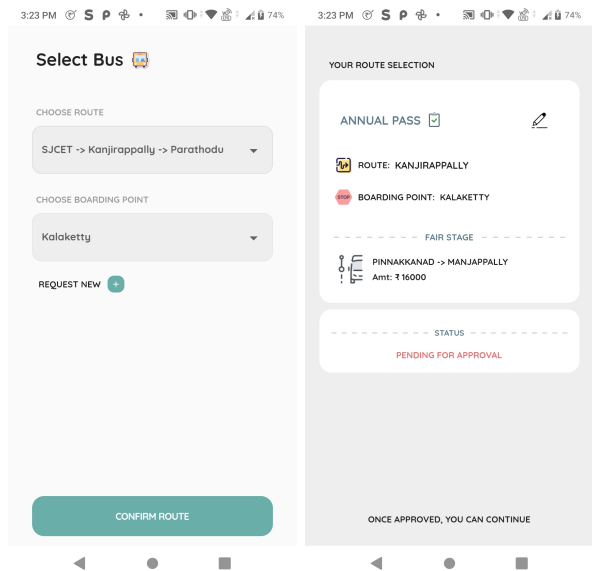 3:23 PM
74%
Select Bus
CHOOSE ROUTE
SJCET -> Kanjirappally -> Parathodu
CHOOSE BOARDING POINT
Kalaketty
REQUEST NEW +
CONFIRM ROUTE
3:23 PM
74%
YOUR ROUTE SELECTION
ANNUAL PASS
ROUTE: KANJIRAPPALLY
STOP BOARDING POINT: KALAKETTY
FAIR STAGE
PINNAKKANAD -> MANJAPPALLY
Amt: ₹ 16000
STATUS
PENDING FOR APPROVAL
ONCE APPROVED, YOU CAN CONTINUE